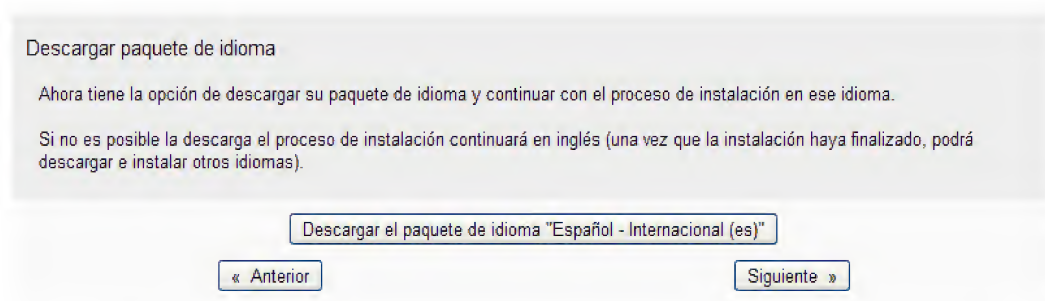 Descargar paquete de idioma
Ahora tiene la opción de descargar su paquete de idioma y continuar con el proceso de instalación en ese idioma.
Si no es posible la descarga el proceso de instalación continuará en inglés (una vez que la instalación haya finalizado, podrá
descargar e instalar otros idiomas).
Descargar el paquete de idioma "Español - Internacional (es)"
« Anterior
Siguiente »